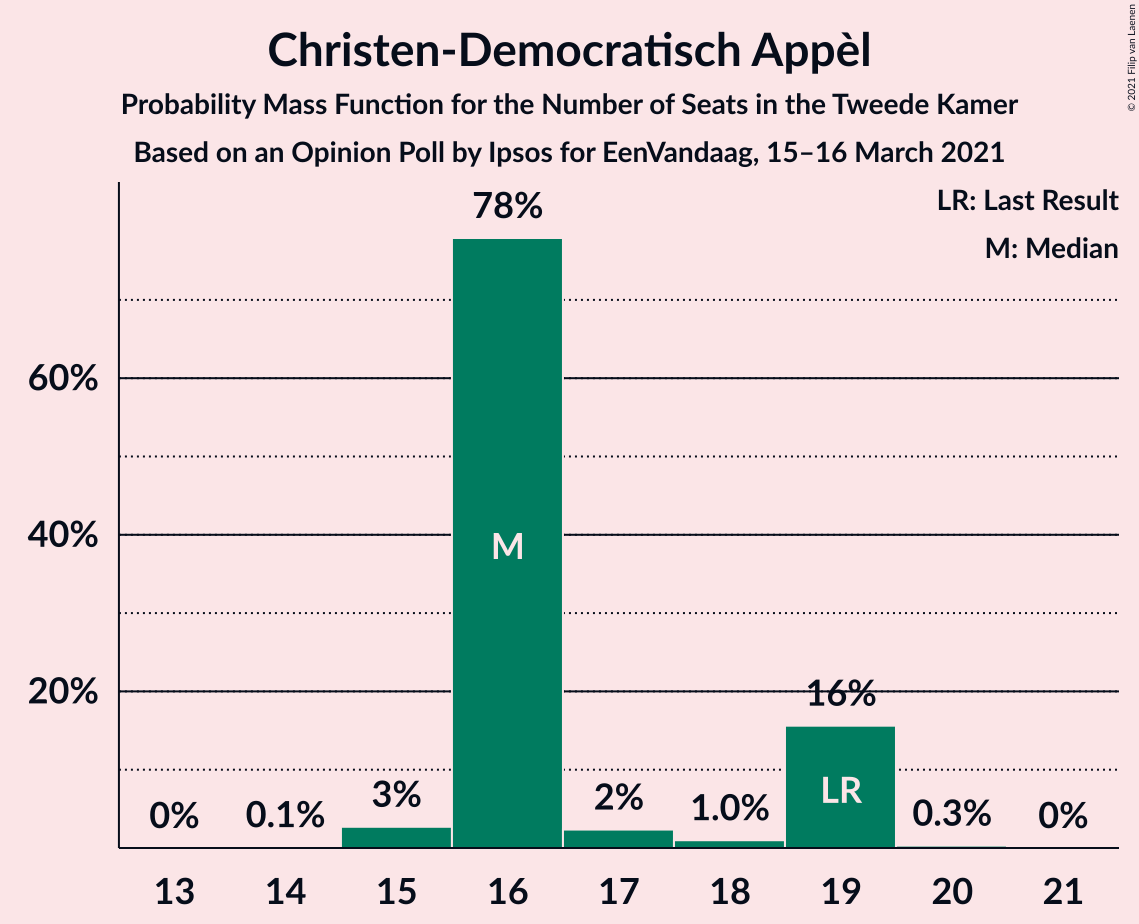 Christen-Democratisch Appèl
Probability Mass Function for the Number of Seats in the Tweede Kamer
Based on an Opinion Poll by Ipsos for EenVandaag, 15–16 March 2021
© 2021 Filip van Laenen
LR: Last Result
M: Median
78%
60%
40%
M
20%
16%
LR
0%
0.1%
3%
2%
1.0%
0.3%
0%
13 14 15 16 17 18 19 20 21